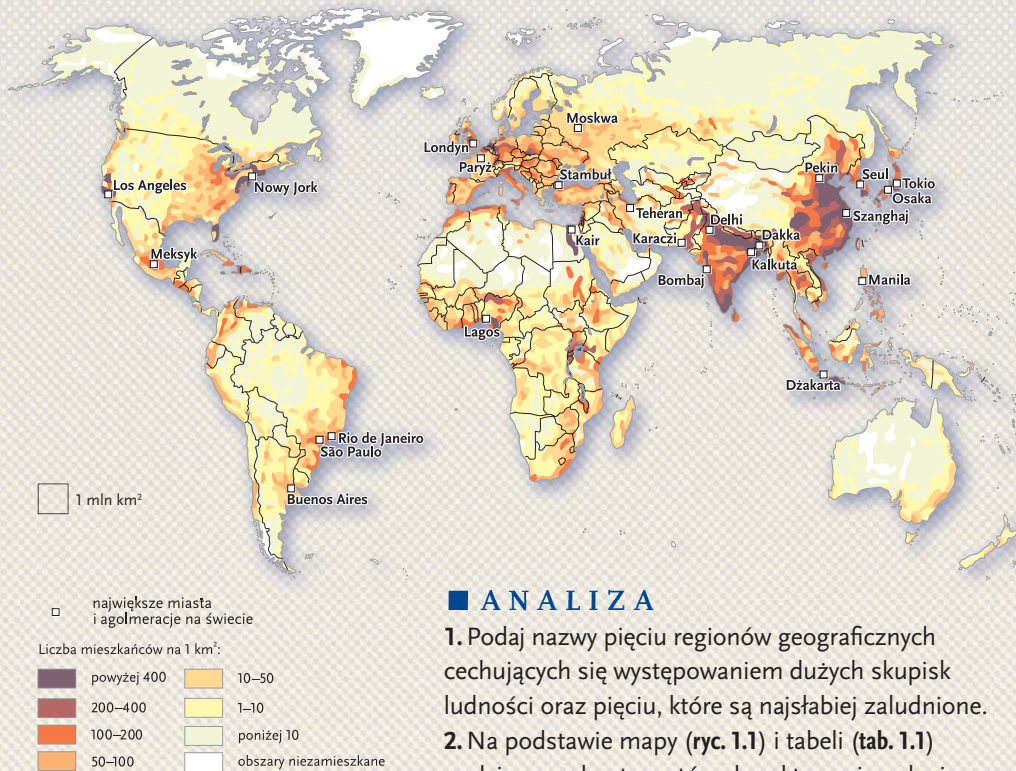 Moskwa
Londyn
Paryż
Stambuł
Pekin
Seul
Tokio
Osaka
Los Angeles
Nowy Jork
Teheran
Delhi
Szanghaj
Karaczi
Dakka
Kair
Meksyk
Kalkuta
Bombaj
Manila
Lagos
Dżakarta
Rio de Janeiro
São Paulo
Buenos Aires
1 mln km²
największe miasta
i agolmeracje na świecie
Liczba mieszkańców na 1 km²:
powyżej 400
200–400
100–200
50–100
10–50
1–10
poniżej 10
obszary niezamieszkane
ANALIZA
1. Podaj nazwy pięciu regionów geograficznych
cechujących się występowaniem dużych skupisk
ludności oraz pięciu, które są najsłabiej zaludnione.
2. Na podstawie mapy (ryc. 1.1) i tabeli (tab. 1.1)